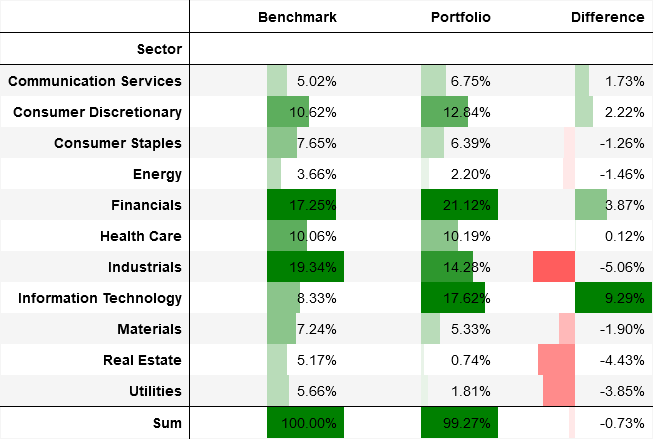 Benchmark Portfolio Difference
Sector
Communication Services 5.02% 6.75% 1.73%
Consumer Discretionary 10.62% 12.84% 2.22%
Consumer Staples 7.65% 6.39% -1.26%
Energy 3.66% 2.20% -1.46%
Financials 17.25% 21.12% 3.87%
Health Care 10.06% 10.19% 0.12%
Industrials 19.34% 14.28% -5.06%
Information Technology 8.33% 17.62% 9.29%
Materials 7.24% 5.33% -1.90%
Real Estate 5.17% 0.74% -4.43%
Utilities 5.66% 1.81% -3.85%
Sum 100.00% 99.27% -0.73%